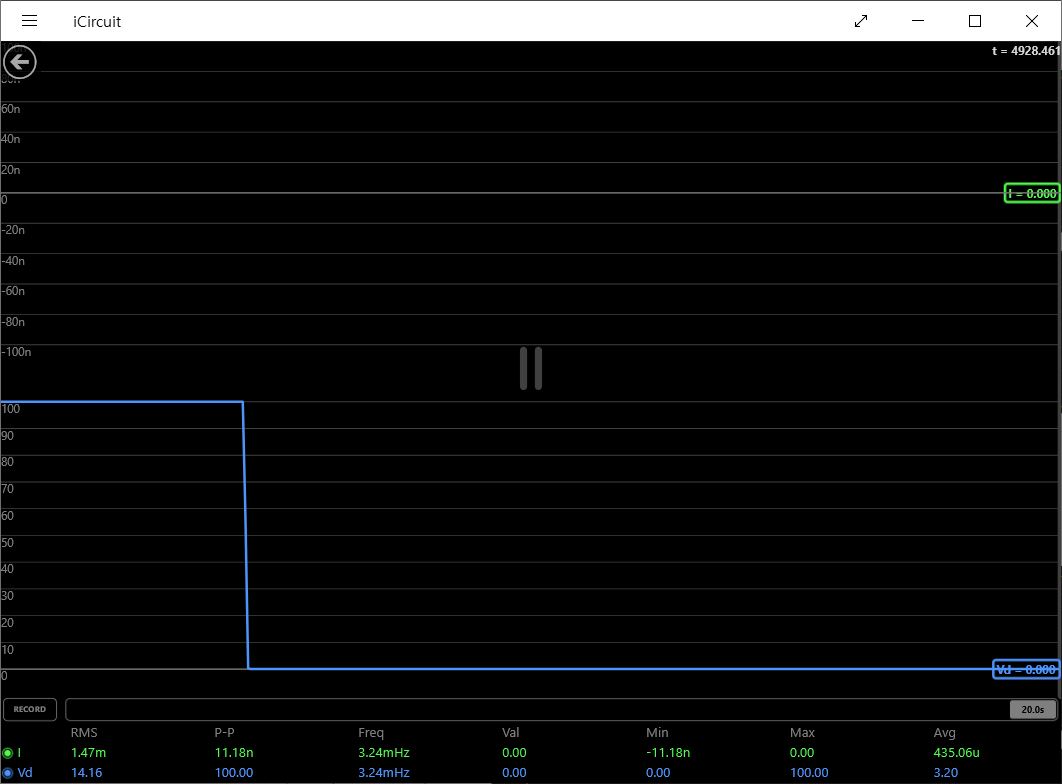 iCircuit
t = 4928.461
60n
40n
20n
I = 0.000
0
-20n
-40n
-60n
-80n
-100n
100
90
80
70
60
50
40
30
20
10
Vd = 0.000
0
RECORD
20.0s
RMS P-P Freq Val Min Max Avg
I 1.47m 11.18n 3.24mHz 0.00 -11.18n 0.00 435.06u
Vd 14.16 100.00 3.24mHz 0.00 0.00 100.00 3.20